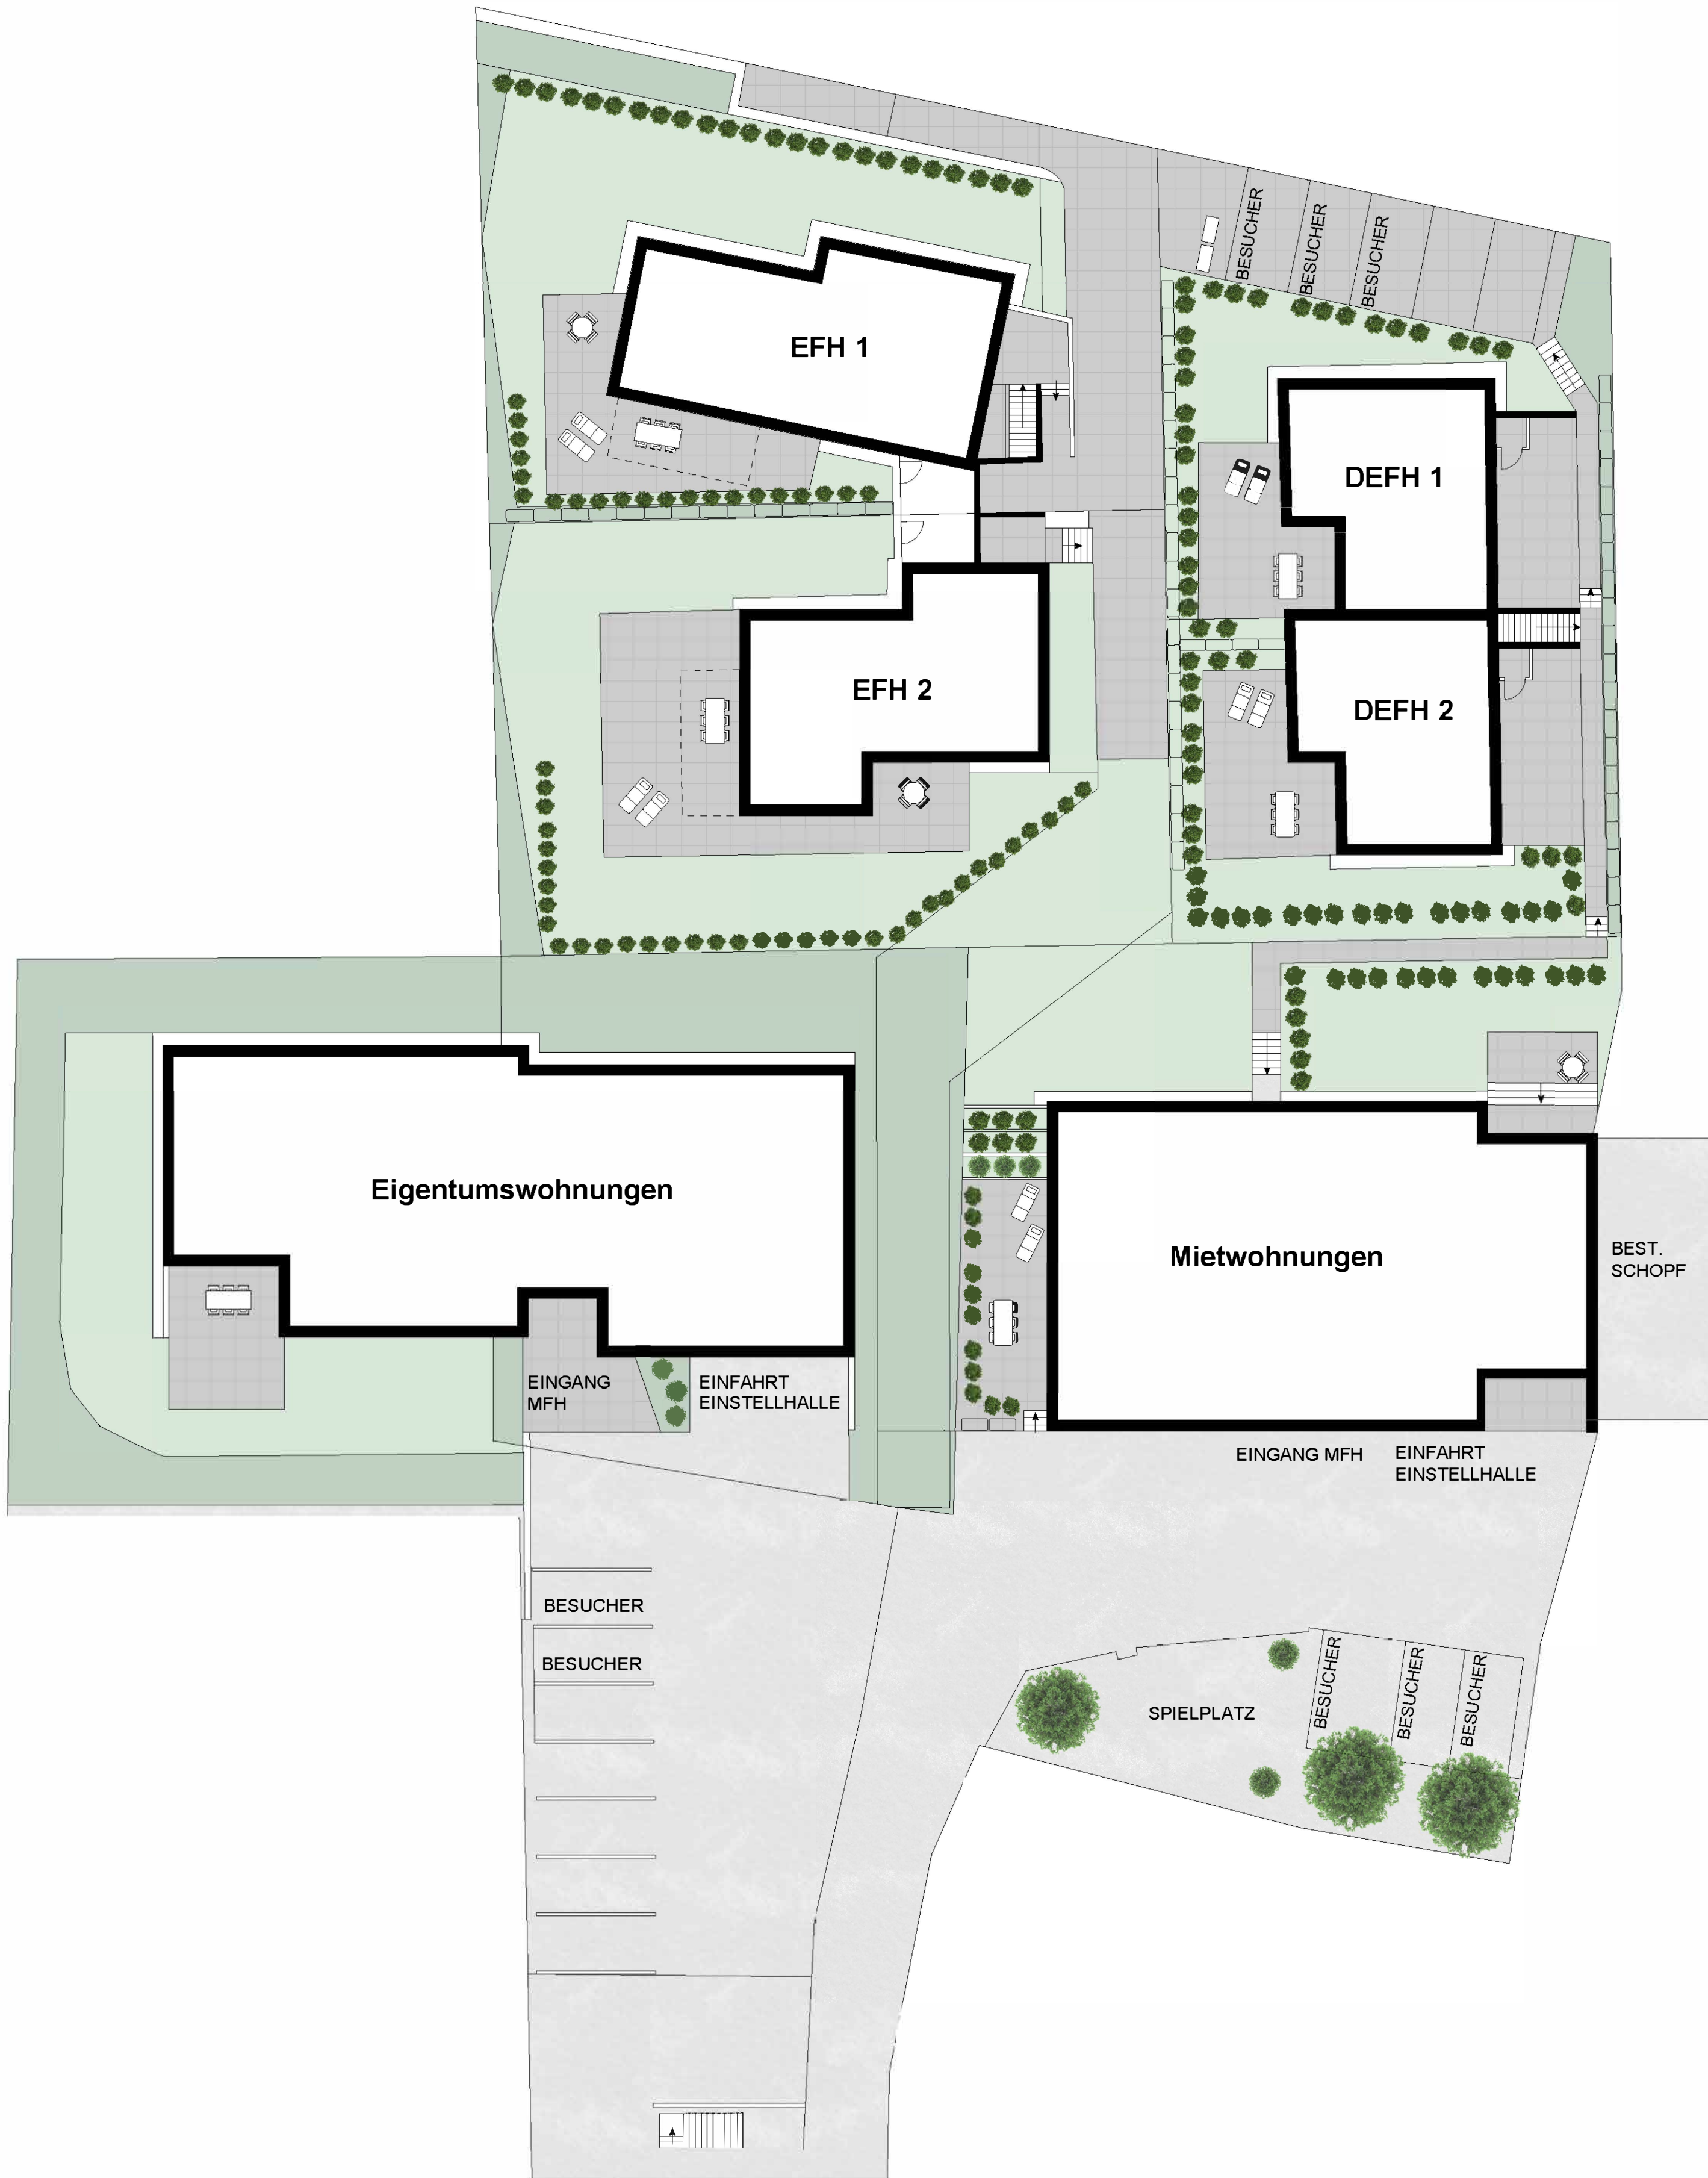 BESUCHER
BESUCHER
BESUCHER
EFH 1
DEFH 1
EFH 2
DEFH 2
Eigentumswohnungen
Mietwohnungen
BEST.
SCHOPF
EINGANG
MFH
EINFAHRT
EINSTELLHALLE
EINGANG MFH
EINFAHRT
EINSTELLHALLE
BESUCHER
BESUCHER
SPIELPLATZ
BESUCHER
BESUCHER
BESUCHER